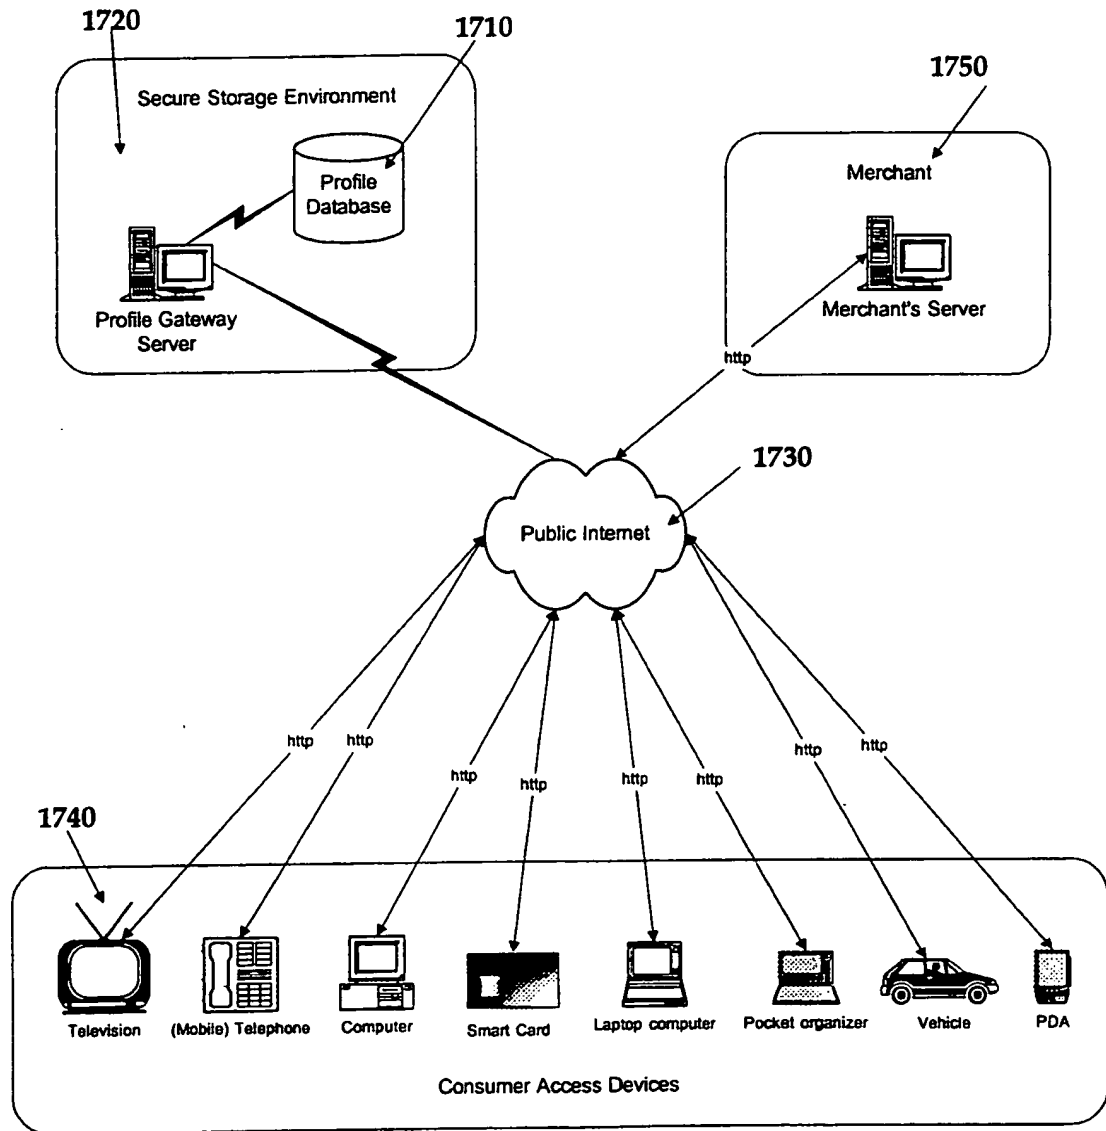 1720
1710
1750
Secure Storage Environment
Profile
Database
Profile Gateway
Server
Merchant
Merchant's Server
http
1730
Public Internet
http
http
http
http
http
http
http
http
1740
Television
(Mobile) Telephone
Computer
Smart Card
Laptop computer
Pocket organizer
Vehicle
PDA
Consumer Access Devices